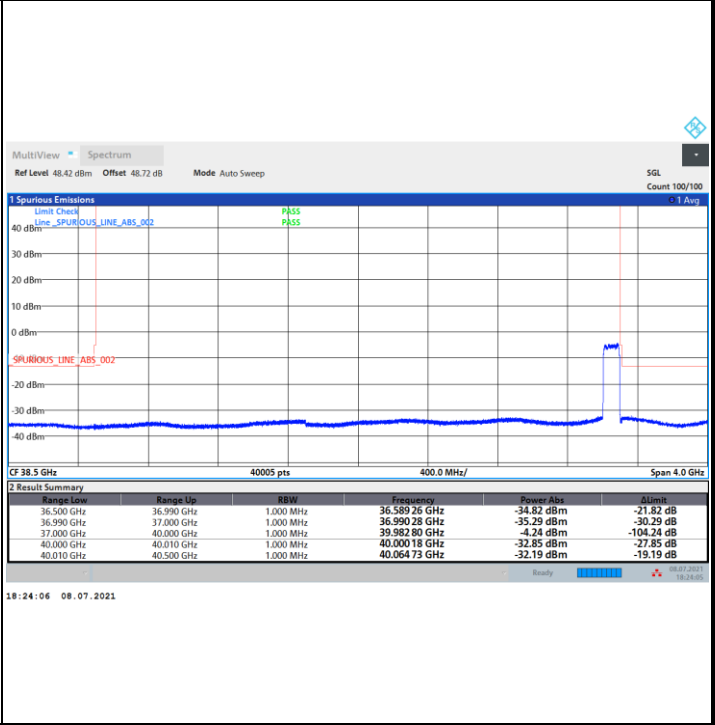 MultiView Spectrum
Ref Level 48.42 dBm Offset 48.72 dB Mode Auto Sweep SGL
Count 100/100
1 Spurious Emissions 1 Avg
Limit Check PASS
Line _SPURIOUS_LINE_ABS_002 PASS
40 dBm
30 dBm
20 dBm
10 dBm
0 dBm
_SPURIOUS_LINE_ABS_002
-20 dBm
-30 dBm
-40 dBm
CF 38.5 GHz 40005 pts 400.0 MHz/ Span 4.0 GHz
2 Result Summary
Range Low Range Up RBW Frequency Power Abs ΔLimit
36.500 GHz 36.990 GHz 1.000 MHz 36.589 26 GHz -34.82 dBm -21.82 dB
36.990 GHz 37.000 GHz 1.000 MHz 36.990 28 GHz -35.29 dBm -30.29 dB
37.000 GHz 40.000 GHz 1.000 MHz 39.982 80 GHz -4.24 dBm -104.24 dB
40.000 GHz 40.010 GHz 1.000 MHz 40.000 18 GHz -32.85 dBm -27.85 dB
40.010 GHz 40.500 GHz 1.000 MHz 40.064 73 GHz -32.19 dBm -19.19 dB
Ready 08.07.2021
18:24:05
18:24:06 08.07.2021